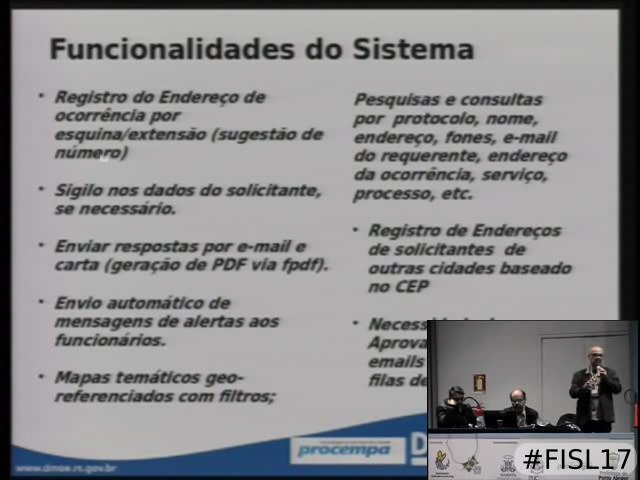 Funcionalidades do Sistema
• Registro do Endereço de
ocorrência por
esquina/extensão (sugestão de
número)
• Sigilo nos dados do solicitante,
se necessário.
• Enviar respostas por e-mail e
carta (geração de PDF via fpdf).
• Envio automático de
mensagens de alertas aos
funcionários.
• Mapas temáticos geo-
referenciados com filtros;
Pesquisas e consultas
por protocolo, nome,
endereço, fones, e-mail
do requerente, endereço
da ocorrência, serviço,
processo, etc.
• Registro de Endereços
de solicitantes de
outras cidades baseado
no CEP
•
emails
filas de
www.dmae.rs.gov.br
procempa
D
#FISL17